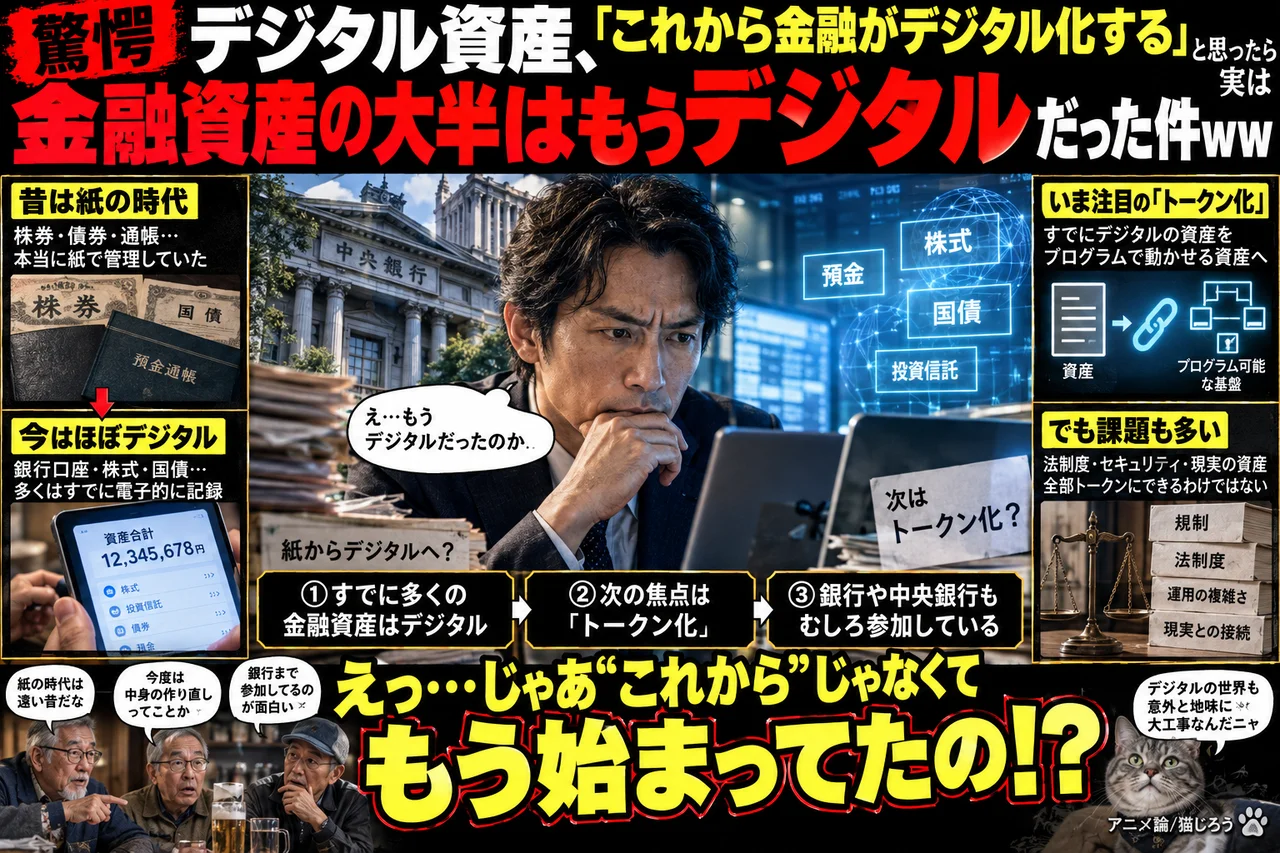 驚愕
デジタル資産、「これから金融がデジタル化する」と思ったら
実は
金融資産の大半はもうデジタルだった件ww
昔は紙の時代
株券・債券・通帳…
本当に紙で管理していた
株券
国債
預金通帳
今はほぼデジタル
銀行口座・株式・国債…
多くはすでに電子的に記録
資産合計
12,345,678円
株式
投資信託
債券
預金
中央銀行
え…もう
デジタルだったのか..
預金
株式
国債
投資信託
紙からデジタルへ？
次は
トークン化？
いま注目の「トークン化」
すでにデジタルの資産を
プログラムで動かせる資産へ
資産
プログラム可能
な基盤
でも課題も多い
法制度・セキュリティ・現実の資産
全部トークンにできるわけではない
規制
法制度
運用の複雑さ
現実との接続
①すでに多くの
金融資産はデジタル
②次の焦点は
「トークン化」
③銀行や中央銀行も
むしろ参加している
紙の時代は
遠い昔だな
今度は
中身の作り直し
ってことか
銀行まで
参加してるの
が面白い
えっ…じゃあ“これから”じゃなくて
もう始まってたの!?
デジタルの世界も
意外と地味に
大工事なんだニャ
アニメ論/猫じろう